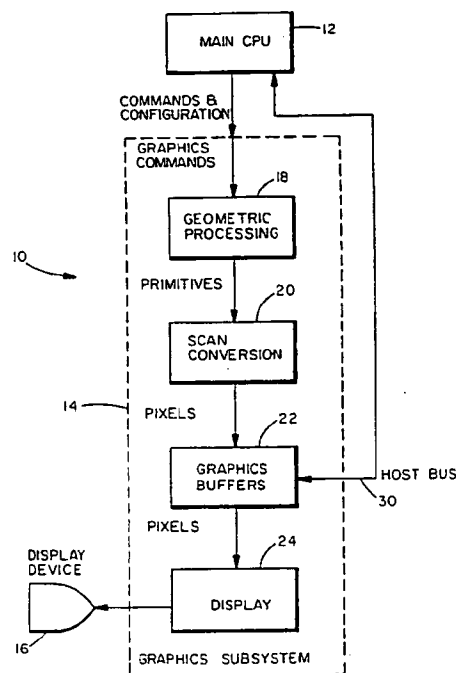 12
MAIN CPU
COMMANDS &
CONFIGURATION
GRAPHICS
COMMANDS
18
GEOMETRIC
PROCESSING
10
PRIMITIVES
20
SCAN
CONVERSION
14
PIXELS
22
GRAPHICS
BUFFERS
HOST BUS
30
PIXELS
24
DISPLAY
DEVICE
DISPLAY
16
GRAPHICS SUBSYSTEM